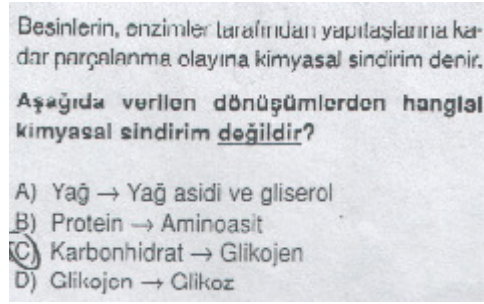 Besinlerin, enzimler tarafından yapıtaşlarına ka-
dar parçalanma olayına kimyasal sindirim denir.
Aşağıda verilen dönüşümlerden hangisi
kimyasal sindirim değildir?
A) Yağ → Yağ asidi ve gliserol
B) Protein → Aminoasit
C) Karbonhidrat → Glikojen
D) Glikojen → Glikoz